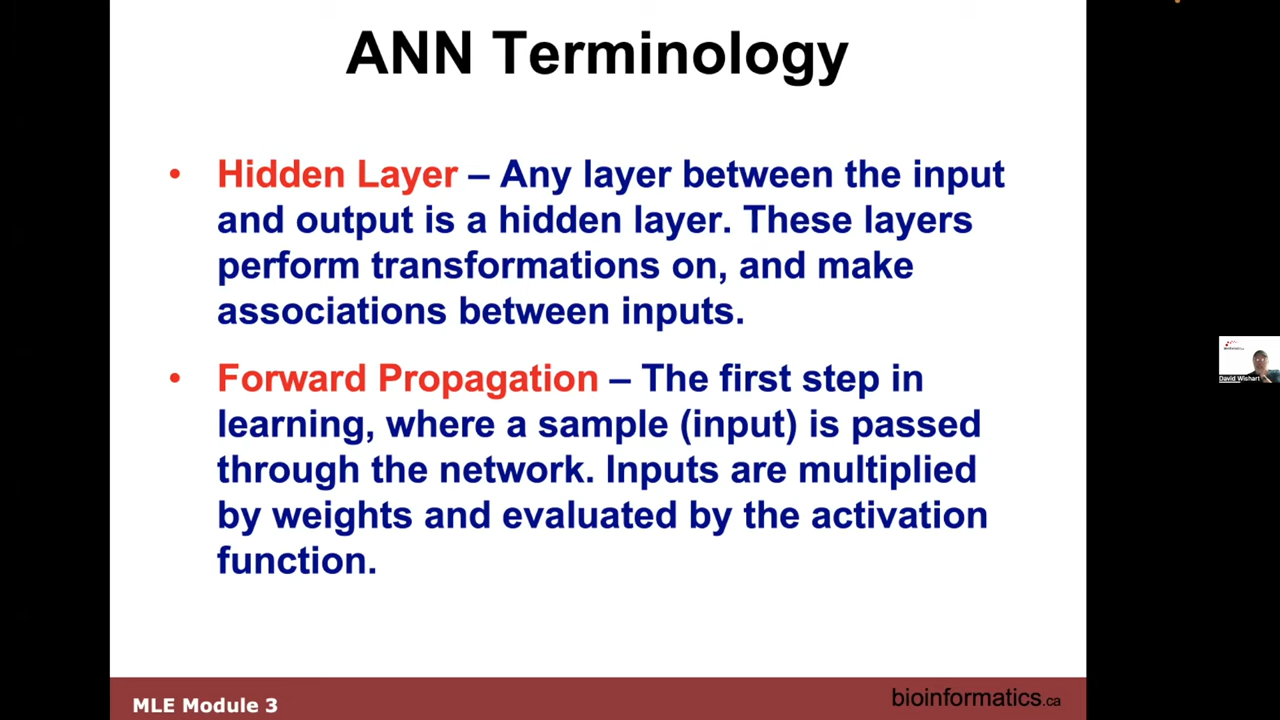 ANN Terminology
• Hidden Layer – Any layer between the input
and output is a hidden layer. These layers
perform transformations on, and make
associations between inputs.
• Forward Propagation – The first step in
learning, where a sample (input) is passed
through the network. Inputs are multiplied
by weights and evaluated by the activation
function.
David Wishart
MLE Module 3
bioinformatics.ca